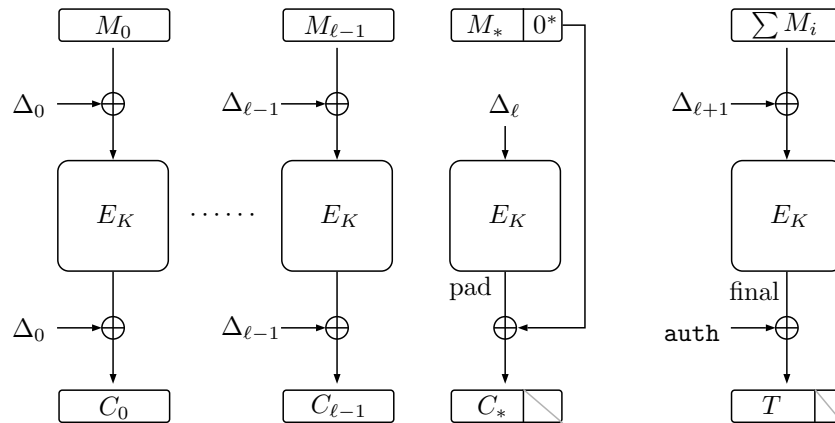 M_0 M_{ℓ−1} M_* 0^* ∑ M_i
Δ_0 Δ_{ℓ−1} Δ_ℓ Δ_{ℓ+1}
E_K ...... E_K E_K E_K
pad final
Δ_0 Δ_{ℓ−1} auth
C_0 C_{ℓ−1} C_* T